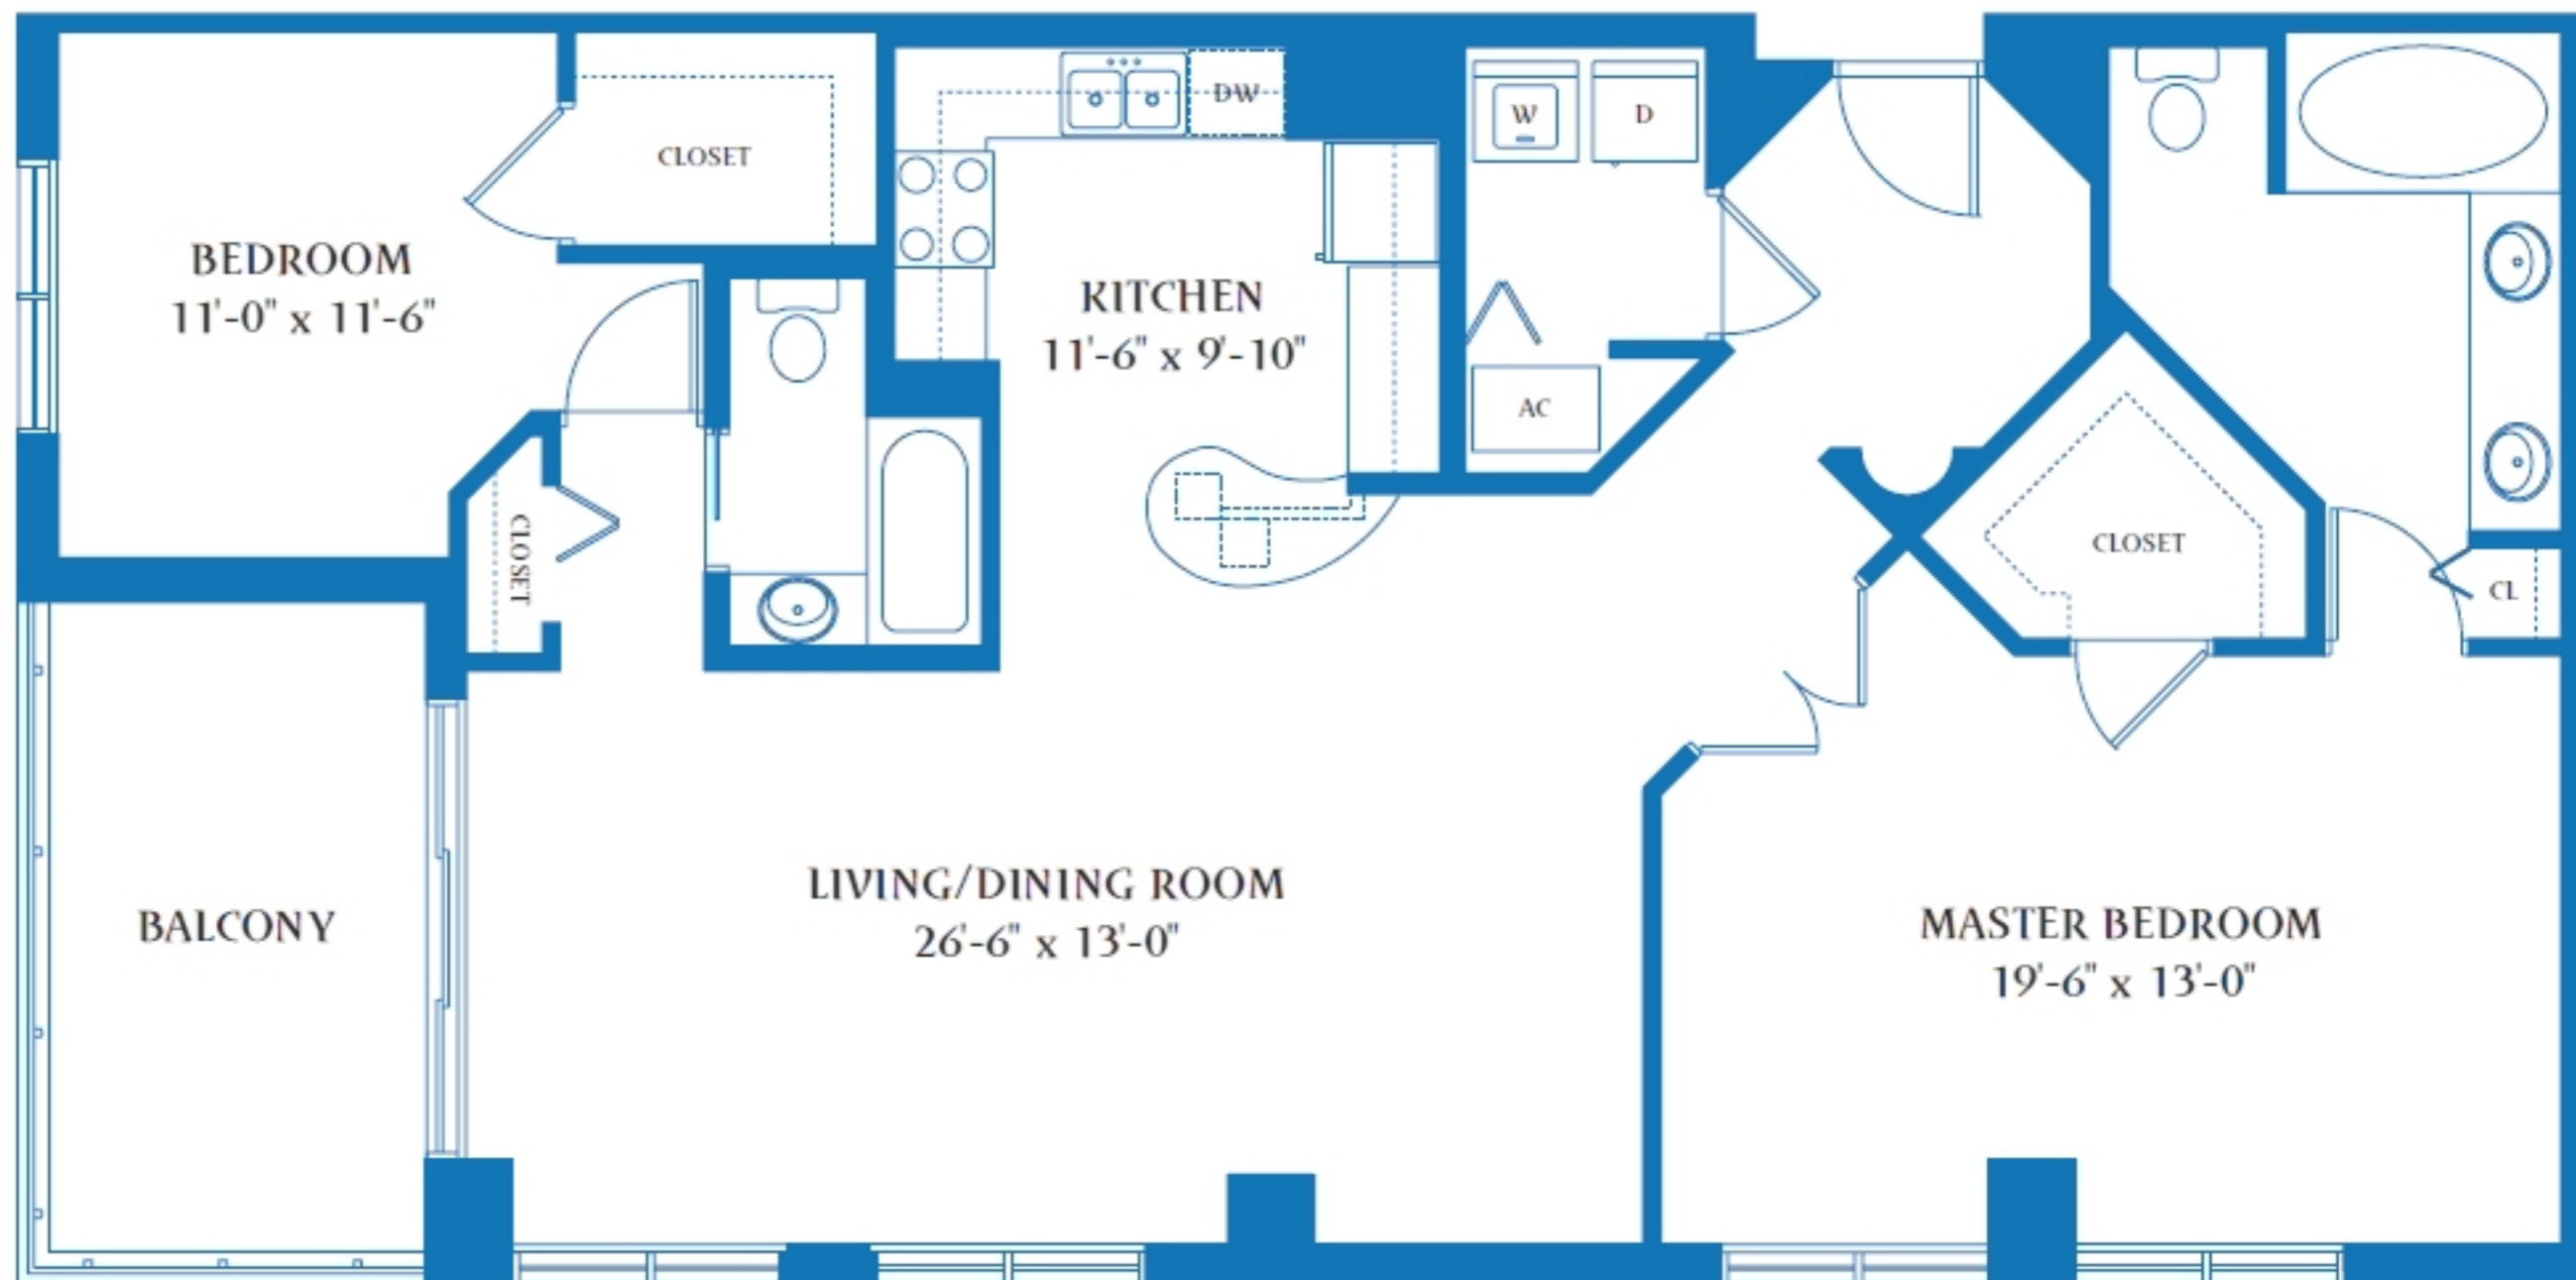 DW
W
D
CLOSET
BEDROOM
11'-0" x 11'-6"
KITCHEN
11'-6" x 9'-10"
AC
CLOSET
CLOSET
CL
LIVING/DINING ROOM
26'-6" x 13'-0"
BALCONY
MASTER BEDROOM
19'-6" x 13'-0"